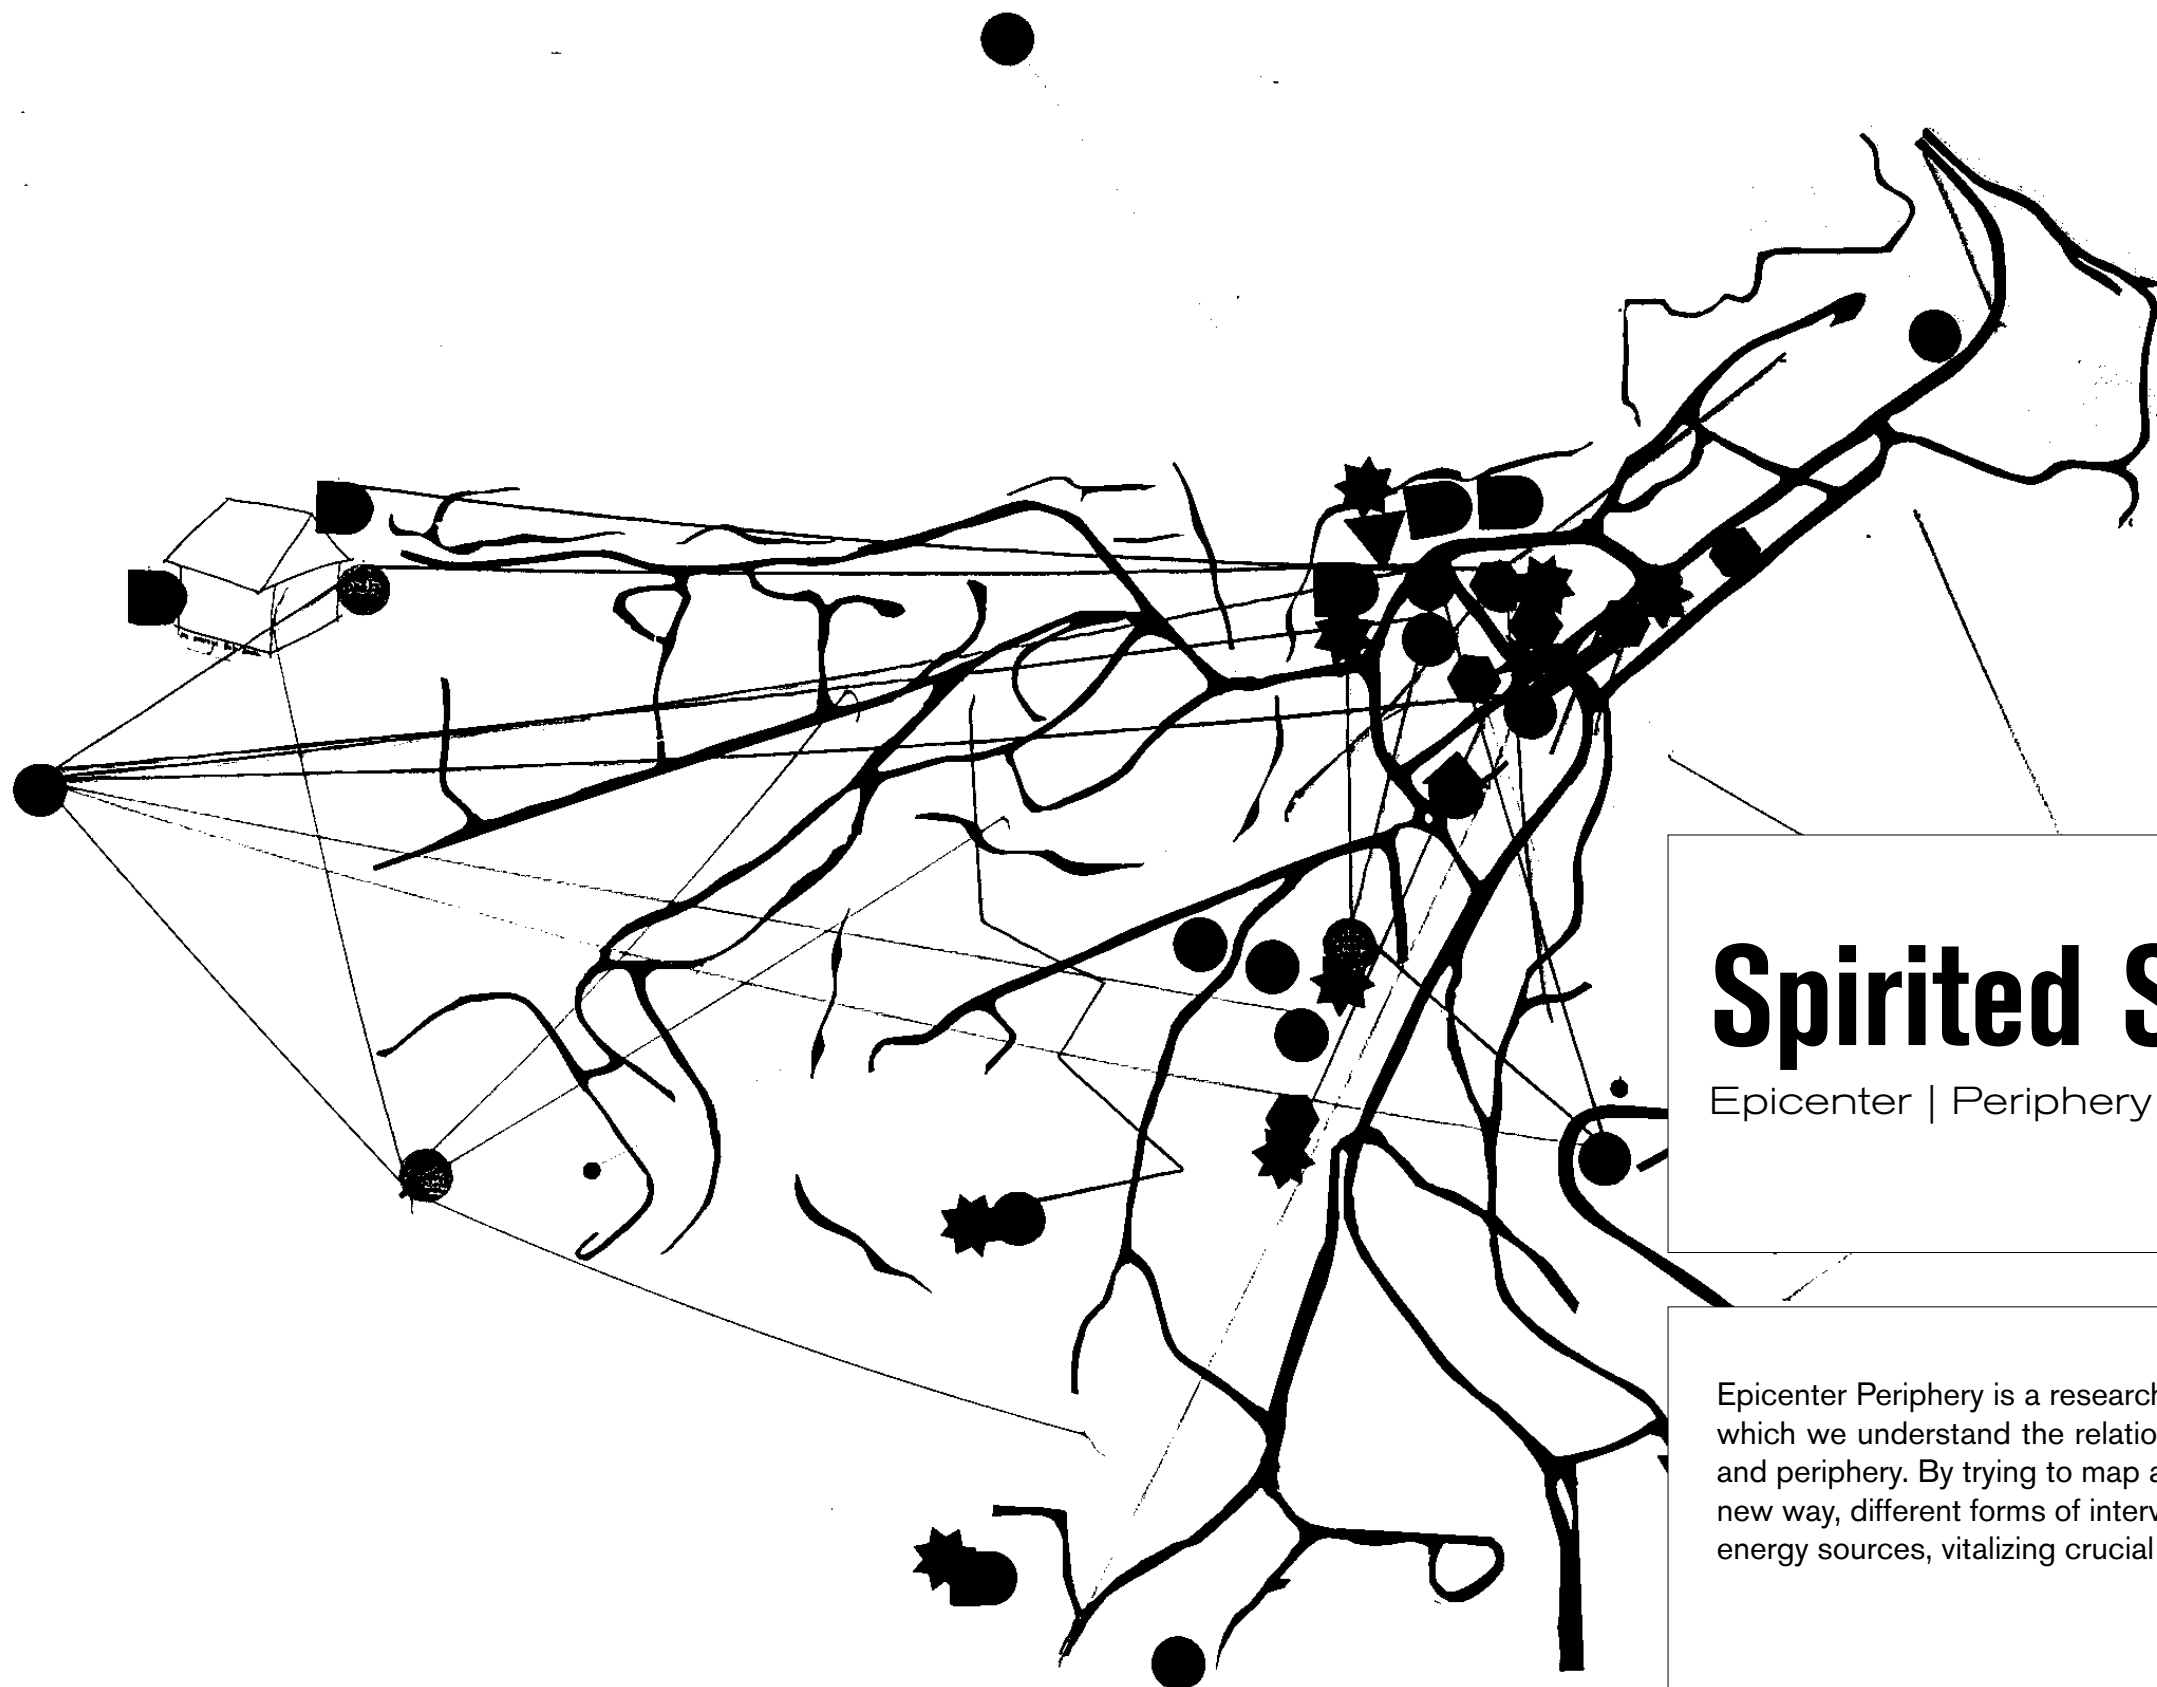 Spirited S
Epicenter | Periphery
Epicenter Periphery is a research
which we understand the relatio
and periphery. By trying to map a
new way, different forms of interv
energy sources, vitalizing crucial